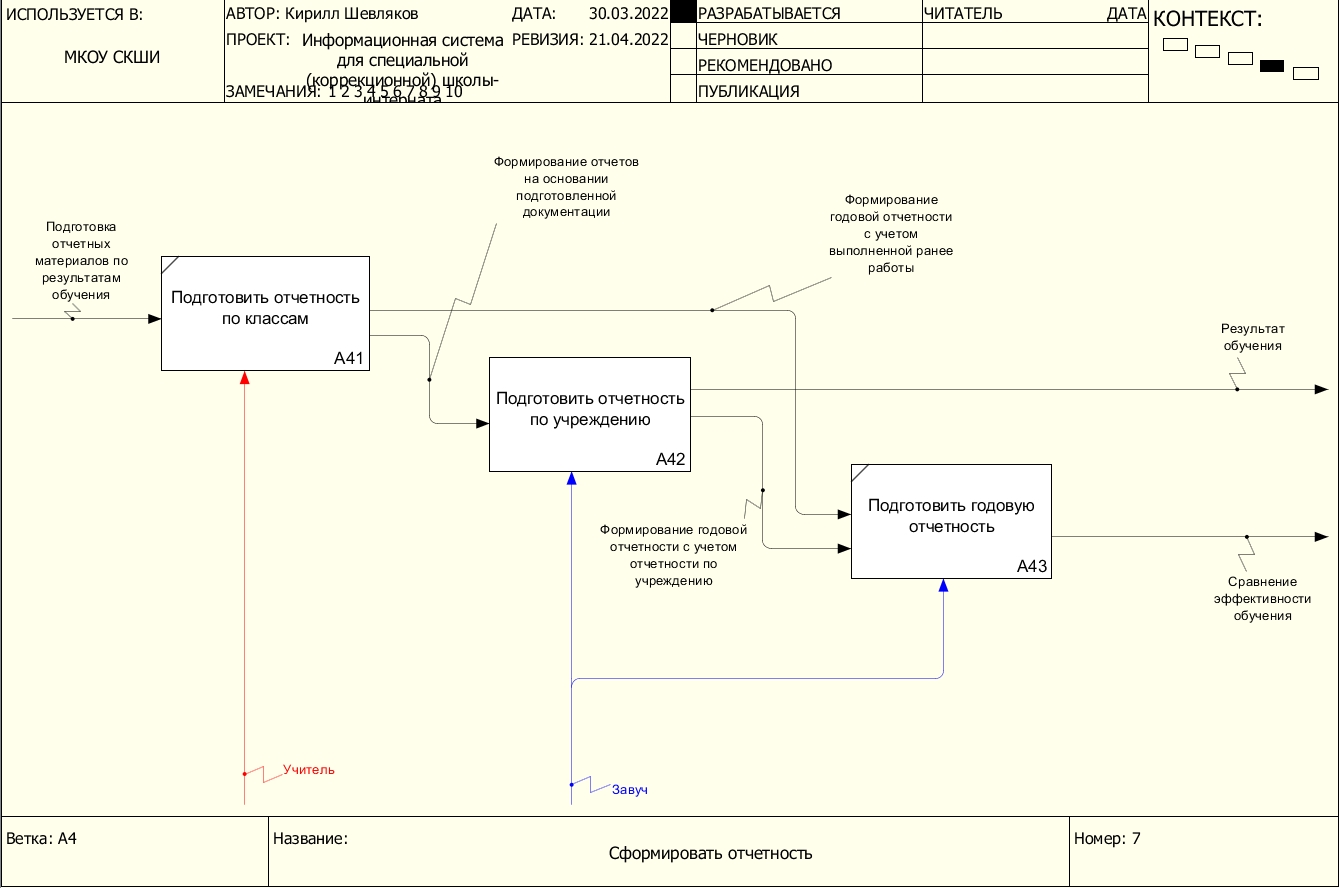 ИСПОЛЬЗУЕТСЯ В:
МКОУ СКШИ
АВТОР: Кирилл Шевляков
ДАТА: 30.03.2022
ПРОЕКТ: Информационная система
для специальной
(коррекционной) школы-
интерната
РЕВИЗИЯ: 21.04.2022
ЗАМЕЧАНИЯ: 1 2 3 4 5 6 7 8 9 10
РАЗРАБАТЫВАЕТСЯ
ЧЕРНОВИК
РЕКОМЕНДОВАНО
ПУБЛИКАЦИЯ
ЧИТАТЕЛЬ ДАТА
КОНТЕКСТ:
Формирование отчетов
на основании
подготовленной
документации
Формирование
годовой отчетности
с учетом
выполненной ранее
работы
Подготовка
отчетных
материалов по
результатам
обучения
Подготовить отчетность
по классам
A41
Результат
обучения
Подготовить отчетность
по учреждению
A42
Подготовить годовую
отчетность
A43
Формирование годовой
отчетности с учетом
отчетности по
учреждению
Сравнение
эффективности
обучения
Учитель
Завуч
Ветка: A4
Название:
Сформировать отчетность
Номер: 7